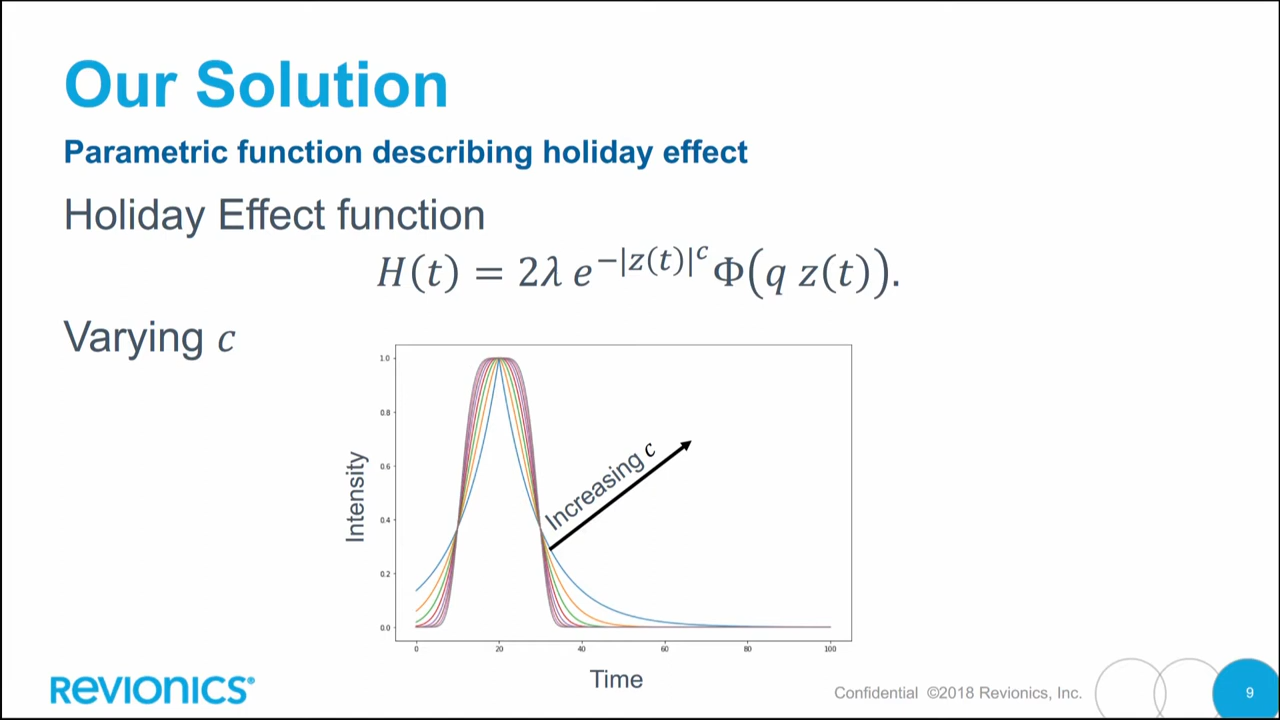 Our Solution
Parametric function describing holiday effect
Holiday Effect function
H(t) = 2λ e^{−|z(t)|^c} Φ(q z(t)).
Varying c
1.0
0.8
0.6
0.4
0.2
0.0
Intensity
Increasing c
0 20 40 60 80 100
Time
REVIONICS®
Confidential ©2018 Revionics, Inc.
9